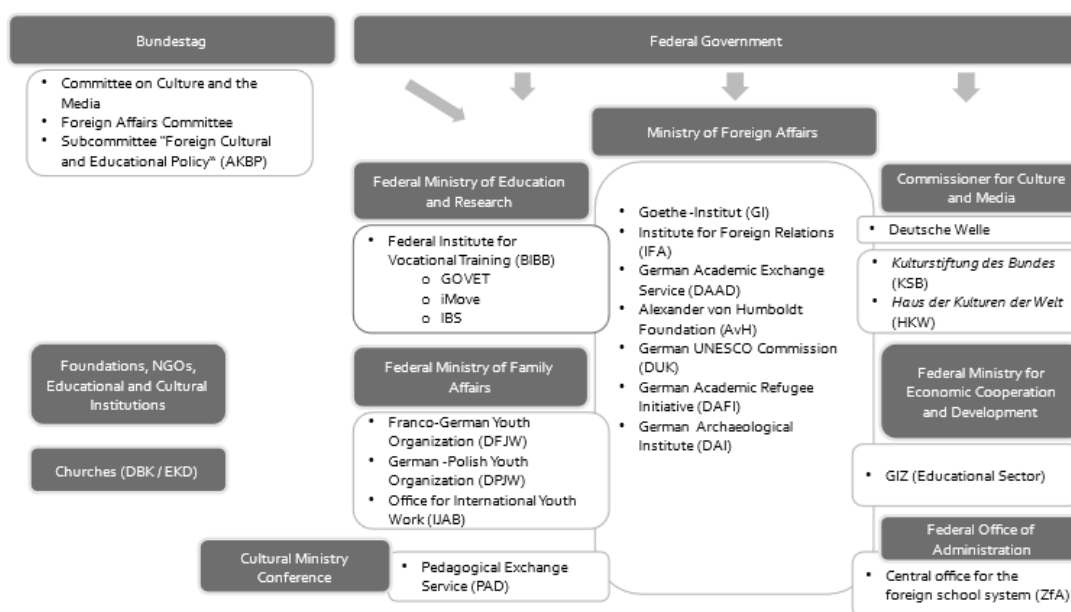 Bundestag
• Committee on Culture and the
Media
• Foreign Affairs Committee
• Subcommittee "Foreign Cultural
and Educational Policy" (AKBP)
Foundations, NGOs,
Educational and Cultural
Institutions
Churches (DBK / EKD)
Federal Government
Federal Ministry of Education
and Research
• Federal Institute for
Vocational Training (BIBB)
o GOVET
o iMove
o IBS
Federal Ministry of Family
Affairs
• Franco-German Youth
Organization (DFJW)
• German -Polish Youth
Organization (DPJW)
• Office for International Youth
Work (IJAB)
Cultural Ministry
Conference
• Pedagogical Exchange
Service (PAD)
Ministry of Foreign Affairs
• Goethe -Institut (GI)
• Institute for Foreign Relations
(IFA)
• German Academic Exchange
Service (DAAD)
• Alexander von Humboldt
Foundation (AvH)
• German UNESCO Commission
(DUK)
• German Academic Refugee
Initiative (DAFI)
• German Archaeological
Institute (DAI)
Commissioner for Culture
and Media
• Deutsche Welle
• Kulturstiftung des Bundes
(KSB)
• Haus der Kulturen der Welt
(HKW)
Federal Ministry for
Economic Cooperation
and Development
• GIZ (Educational Sector)
Federal Office of
Administration
• Central office for the
foreign school system (ZfA)